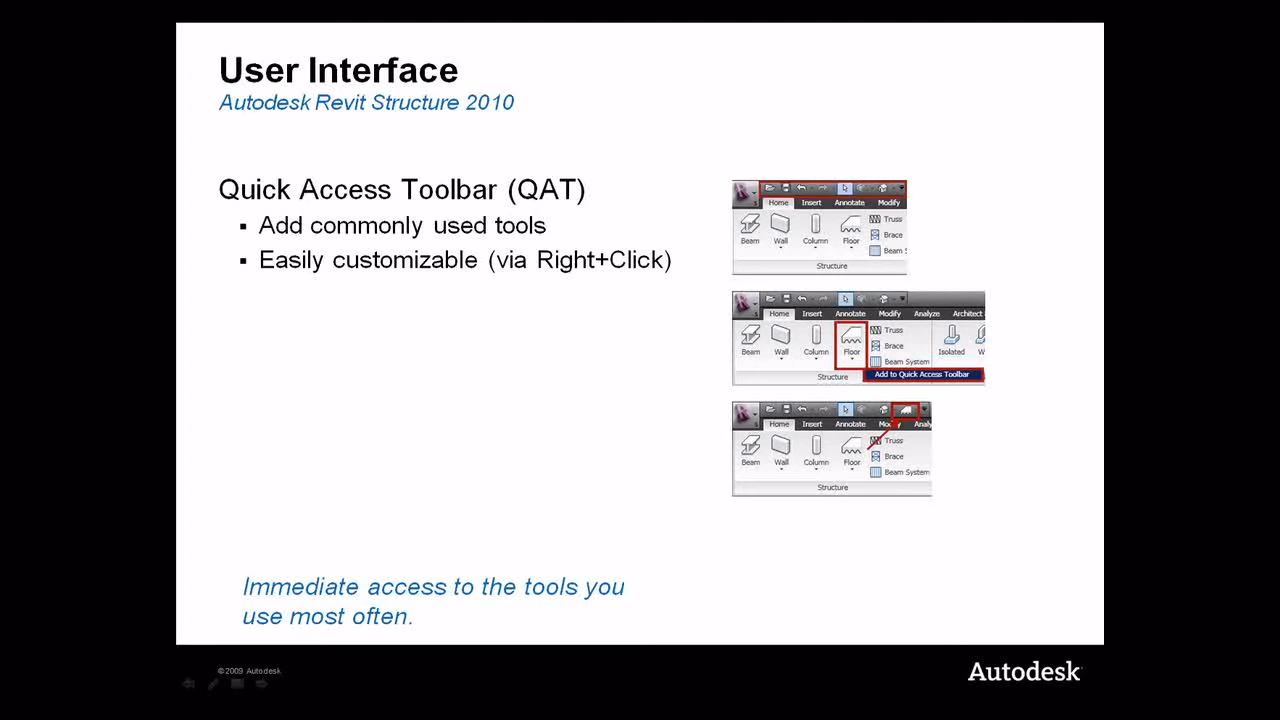 User Interface
Autodesk Revit Structure 2010
Quick Access Toolbar (QAT)
▪ Add commonly used tools
▪ Easily customizable (via Right+Click)
Home Insert Annotate Modify
Beam Wall Column Floor
Truss
Brace
Beam S
Structure
Home Insert Annotate Modify Analyze Architect
Beam Wall Column Floor
Truss
Brace
Beam System
Isolated W
Structure
Add to Quick Access Toolbar
Home Insert Annotate Modify Analy
Beam Wall Column Floor
Truss
Brace
Beam System
Structure
Immediate access to the tools you
use most often.
©2009 Autodesk
Autodesk